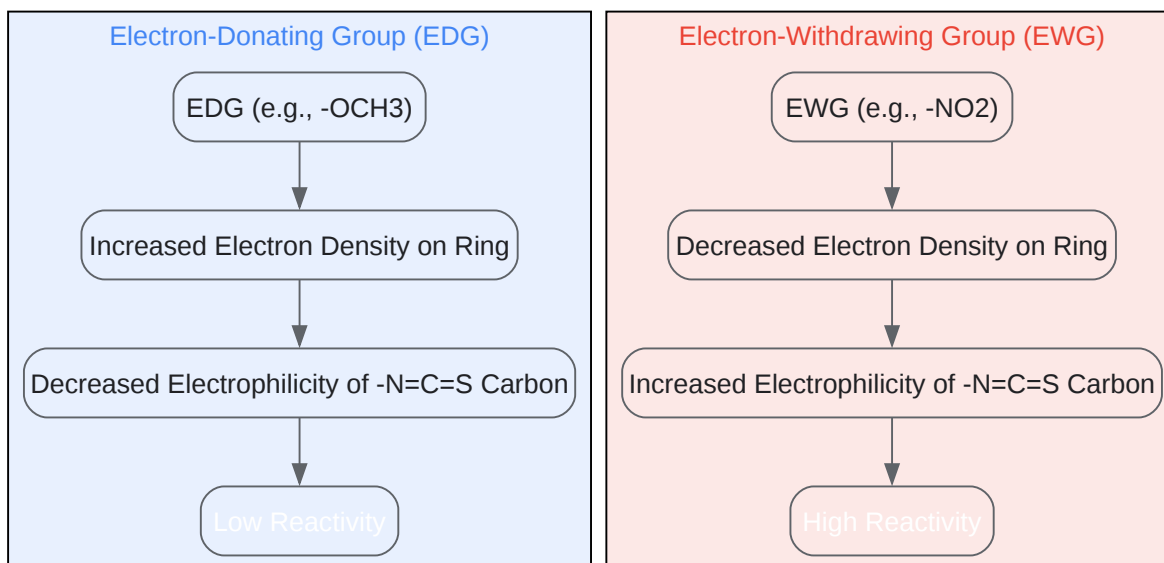 Electron-Donating Group (EDG)
EDG (e.g., -OCH3)
Increased Electron Density on Ring
Decreased Electrophilicity of -N=C=S Carbon
Low Reactivity
Electron-Withdrawing Group (EWG)
EWG (e.g., -NO2)
Decreased Electron Density on Ring
Increased Electrophilicity of -N=C=S Carbon
High Reactivity